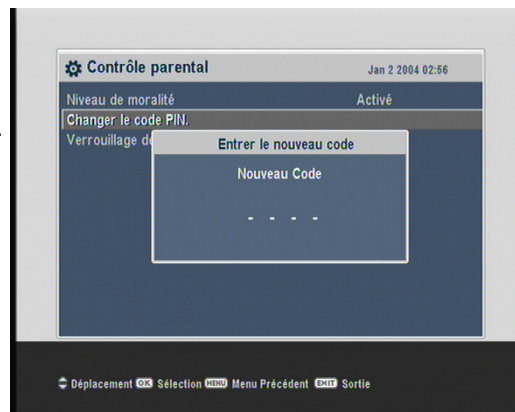 Contrôle parental
Jan 2 2004 02:56
Niveau de moralité Activé
Changer le code PIN.
Verrouillage de
Entrer le nouveau code
Nouveau Code
- - - -
Déplacement OK Sélection MENU Menu Précédent EXIT Sortie